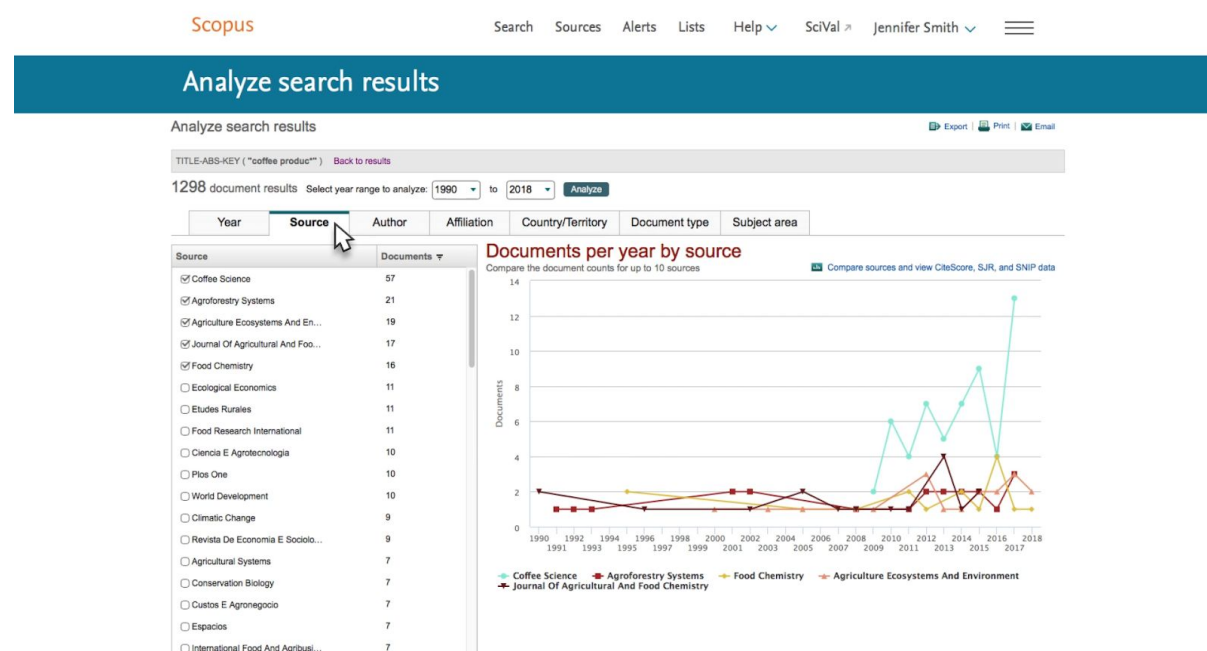 Scopus
Search Sources Alerts Lists Help SciVal Jennifer Smith
Analyze search results
Analyze search results
Export | Print | Email
TITLE-ABS-KEY ( "coffee produc*" ) Back to results
1298 document results Select year range to analyze: 1990 to 2018 Analyze
Year Source Author Affiliation Country/Territory Document type Subject area
Source Documents
Coffee Science 57
Agroforestry Systems 21
Agriculture Ecosystems And En... 19
Journal Of Agricultural And Foo... 17
Food Chemistry 16
Ecological Economics 11
Etudes Rurales 11
Food Research International 11
Ciencia E Agrotecnologia 10
Plos One 10
World Development 10
Climatic Change 9
Revista De Economia E Sociolo... 9
Agricultural Systems 7
Conservation Biology 7
Custos E Agronegocio 7
Espacios 7
International Food And Agribusi... 7
Documents per year by source
Compare the document counts for up to 10 sources Compare sources and view CiteScore, SJR, and SNIP data
14
12
10
8
6
4
2
0
Documents
1990 1992 1994 1996 1998 2000 2002 2004 2006 2008 2010 2012 2014 2016 2018
1991 1993 1995 1997 1999 2001 2003 2005 2007 2009 2011 2013 2015 2017
Coffee Science Agroforestry Systems Food Chemistry Agriculture Ecosystems And Environment
Journal Of Agricultural And Food Chemistry